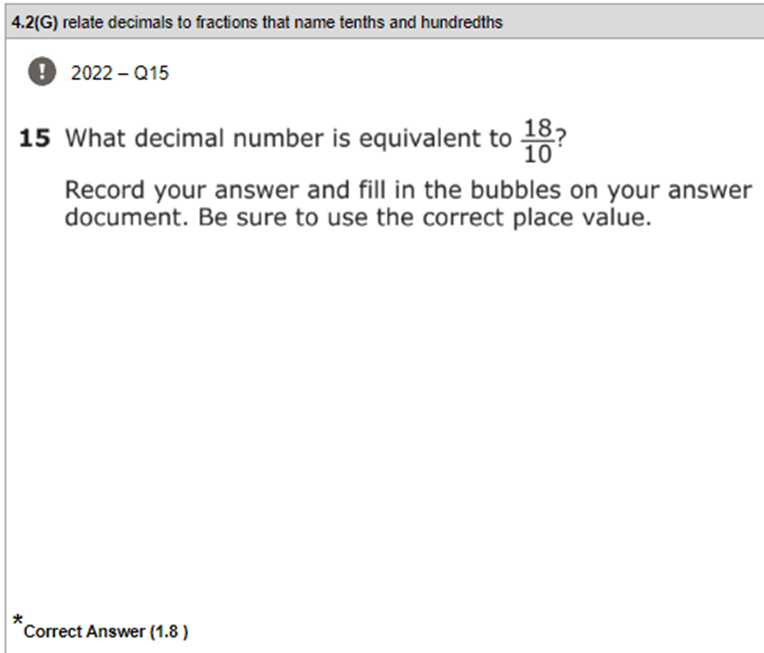 4.2(G) relate decimals to fractions that name tenths and hundredths
! 2022 – Q15
15 What decimal number is equivalent to 18/10?
Record your answer and fill in the bubbles on your answer
document. Be sure to use the correct place value.
*Correct Answer (1.8 )